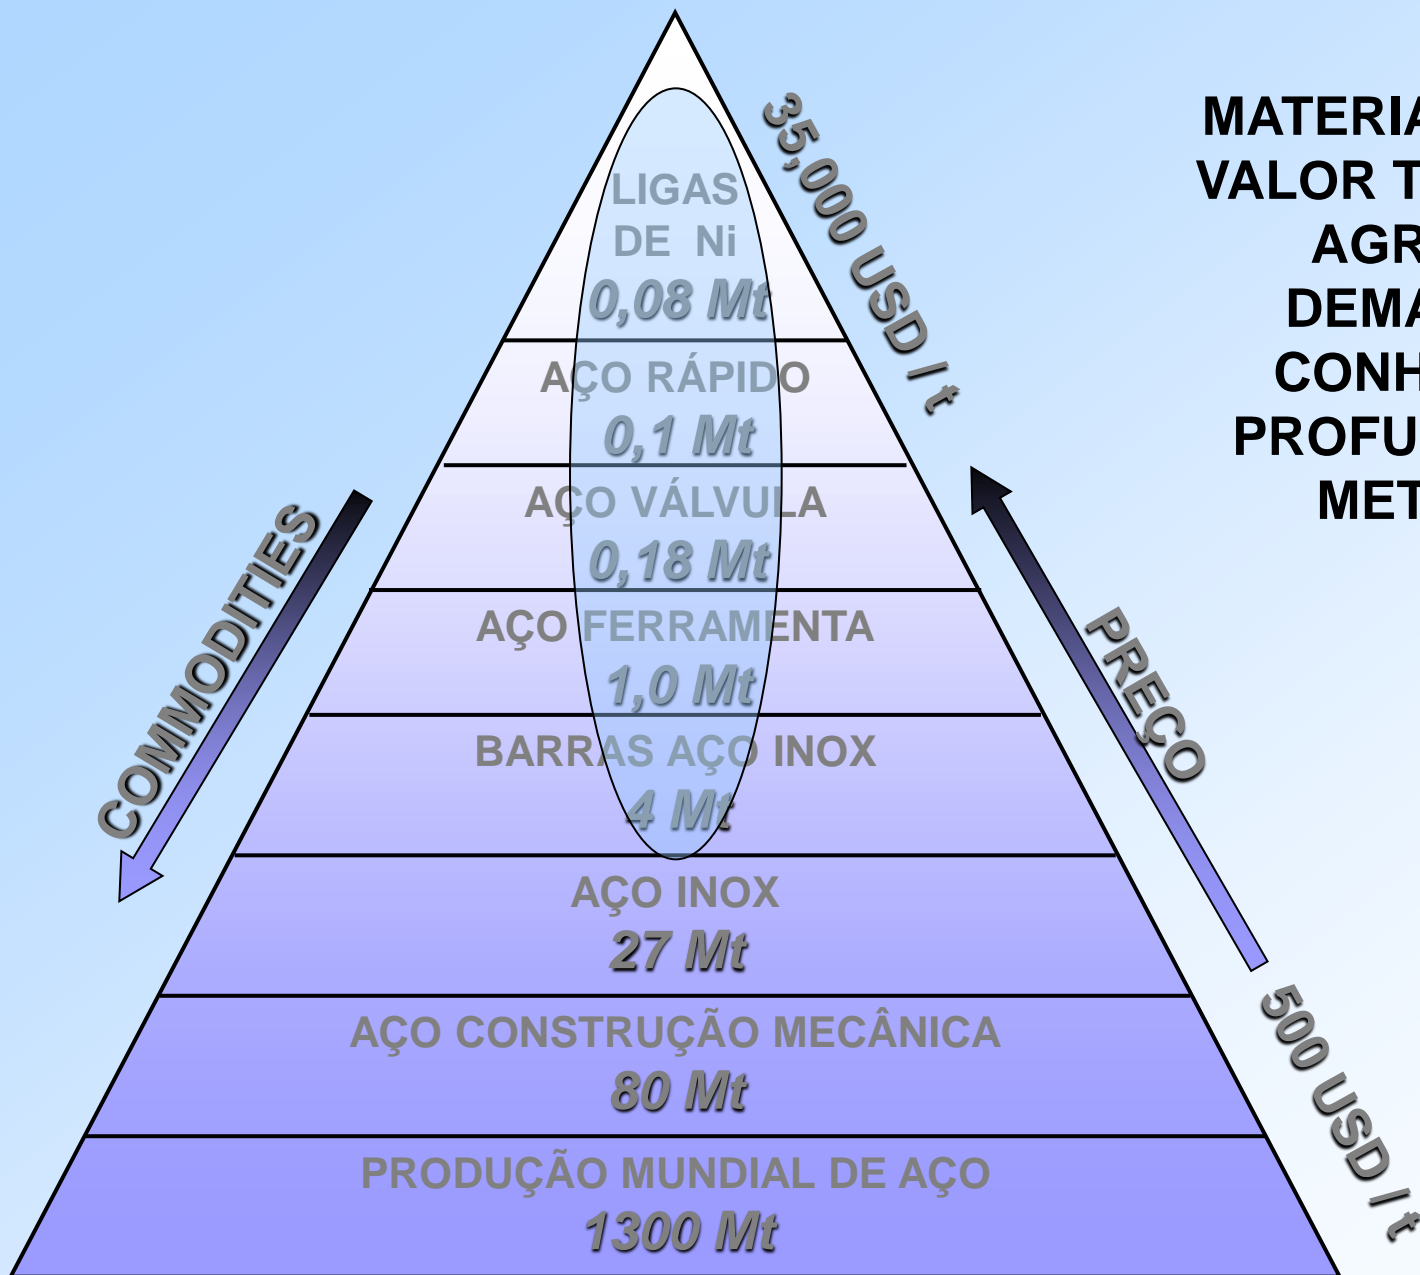 LIGAS
DE Ni
0,08 Mt
AÇO RÁPIDO
0,1 Mt
AÇO VÁLVULA
0,18 Mt
AÇO FERRAMENTA
1,0 Mt
BARRAS AÇO INOX
4 Mt
AÇO INOX
27 Mt
AÇO CONSTRUÇÃO MECÂNICA
80 Mt
PRODUÇÃO MUNDIAL DE AÇO
1300 Mt
COMMODITIES
35,000 USD / t
PREÇO
500 USD / t
VALOR